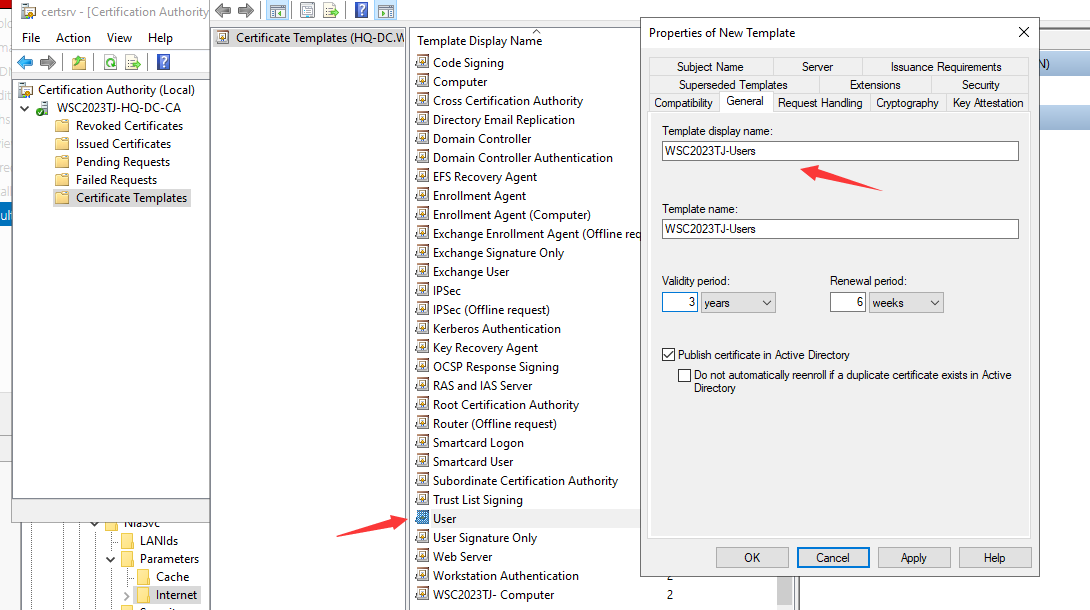 certsrv - [Certification Authority
File Action View Help
Certification Authority (Local)
WSC2023TJ-HQ-DC-CA
Revoked Certificates
Issued Certificates
Pending Requests
Failed Requests
Certificate Templates
NlaSvc
LANIds
Parameters
Cache
Internet
Certificate Templates (HQ-DC.W
Template Display Name
Code Signing
Computer
Cross Certification Authority
Directory Email Replication
Domain Controller
Domain Controller Authentication
EFS Recovery Agent
Enrollment Agent
Enrollment Agent (Computer)
Exchange Enrollment Agent (Offline req
Exchange Signature Only
Exchange User
IPSec
IPSec (Offline request)
Kerberos Authentication
Key Recovery Agent
OCSP Response Signing
RAS and IAS Server
Root Certification Authority
Router (Offline request)
Smartcard Logon
Smartcard User
Subordinate Certification Authority
Trust List Signing
User
User Signature Only
Web Server
Workstation Authentication
WSC2023TJ- Computer 2
Properties of New Template
Subject Name Server Issuance Requirements
Superseded Templates Extensions Security
Compatibility General Request Handling Cryptography Key Attestation
Template display name:
WSC2023TJ-Users
Template name:
WSC2023TJ-Users
Validity period: Renewal period:
3 years 6 weeks
Publish certificate in Active Directory
Do not automatically reenroll if a duplicate certificate exists in Active
Directory
OK Cancel Apply Help